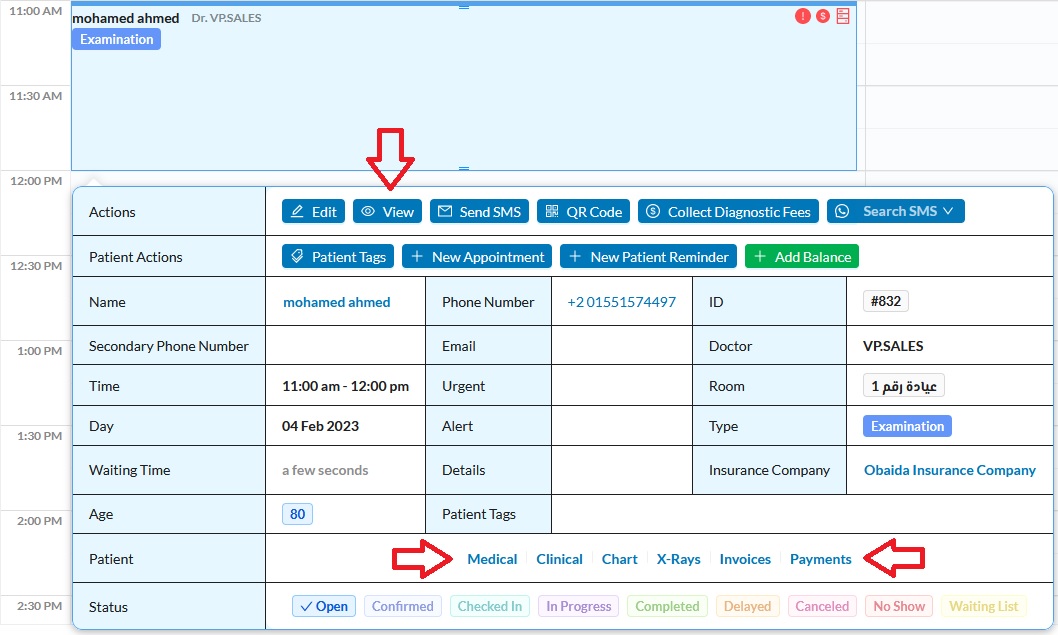 11:00 AM
mohamed ahmed Dr. VP.SALES
Examination
11:30 AM
12:00 PM
Actions Edit View Send SMS QR Code Collect Diagnostic Fees Search SMS
Patient Actions Patient Tags + New Appointment + New Patient Reminder + Add Balance
12:30 PM
Name mohamed ahmed Phone Number +2 01551574497 ID #832
Secondary Phone Number Email Doctor VP.SALES
1:00 PM
Time 11:00 am - 12:00 pm Urgent Room عيادة رقم 1
Day 04 Feb 2023 Alert Type Examination
1:30 PM
Waiting Time a few seconds Details Insurance Company Obaida Insurance Company
Age 80 Patient Tags
2:00 PM
Patient Medical Clinical Chart X-Rays Invoices Payments
2:30 PM
Status Open Confirmed Checked In In Progress Completed Delayed Canceled No Show Waiting List